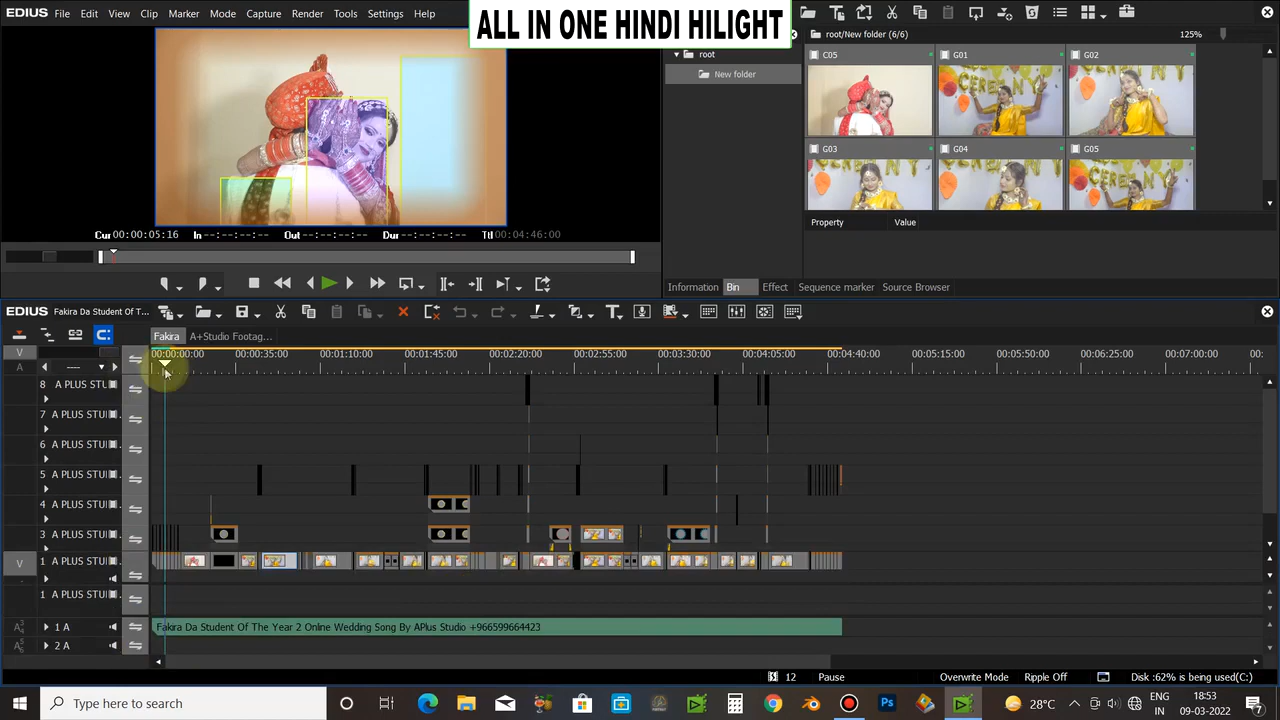 EDIUS File Edit View Clip Marker Mode Capture Render Tools Settings Help
ALL IN ONE HINDI HILIGHT
root
New folder
root/New folder (6/6)
125%
C05 G01 G02
G03 G04 G05
Property Value
Cur 00:00:05:16 In --:--:--:-- Out --:--:--:-- Dur --:--:--:-- Ttl 00:04:46:00
Information Bin Effect Sequence marker Source Browser
EDIUS Fakira Da Student Of T...
Fakira A+Studio Footag...
00:00:00:00 00:00:35:00 00:01:10:00 00:01:45:00 00:02:20:00 00:02:55:00 00:03:30:00 00:04:05:00 00:04:40:00 00:05:15:00 00:05:50:00 00:06:25:00 00:07:00:00 00:
V
A
----
8 A PLUS STU
7 A PLUS STU
6 A PLUS STU
5 A PLUS STU
4 A PLUS STU
3 A PLUS STU
V 1 A PLUS STU
1 A PLUS STU
1 A Fakira Da Student Of The Year 2 Online Wedding Song By APlus Studio +966599664423
2 A
12 Pause Overwrite Mode Ripple Off Disk :62% is being used(C:)
Type here to search
28°C
ENG
IN
18:53
09-03-2022